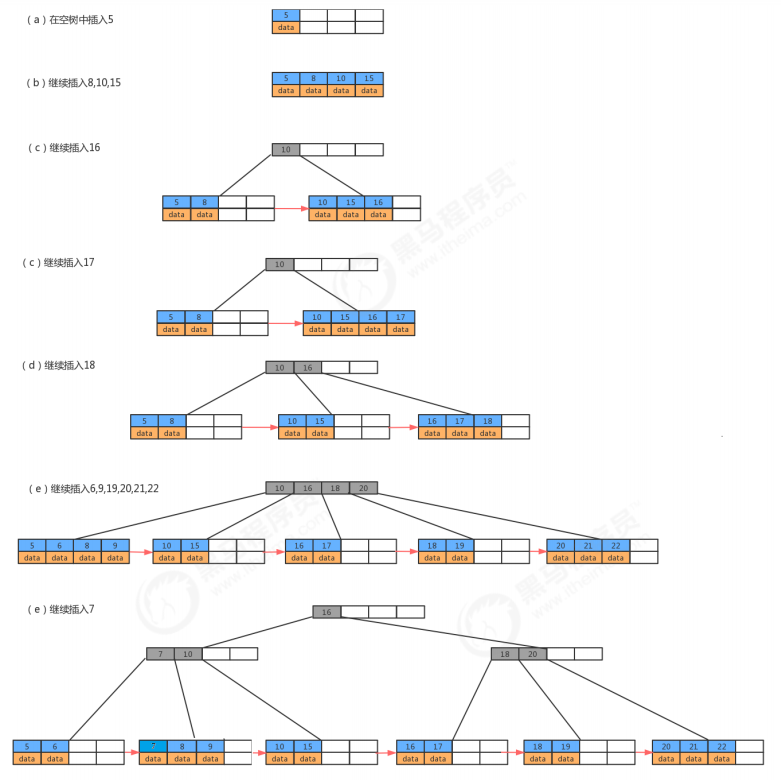 (a)在空树中插入5
5
data
(b)继续插入8,10,15
5 8 10 15
data data data data
(c)继续插入16
10
5 8 10 15 16
data data data data data
(c)继续插入17
10
5 8 10 15 16 17
data data data data data data
(d)继续插入18
10 16
5 8 10 15 16 17 18
data data data data data data data
(e)继续插入6,9,19,20,21,22
10 16 18 20
5 6 8 9 10 15 16 17 18 19 20 21 22
data data data data data data data data data data data data data
(e)继续插入7
16
7 10 18 20
5 6 7 8 9 10 15 16 17 18 19 20 21 22
data data data data data data data data data data data data data data
黑马程序员
www.itheima.com